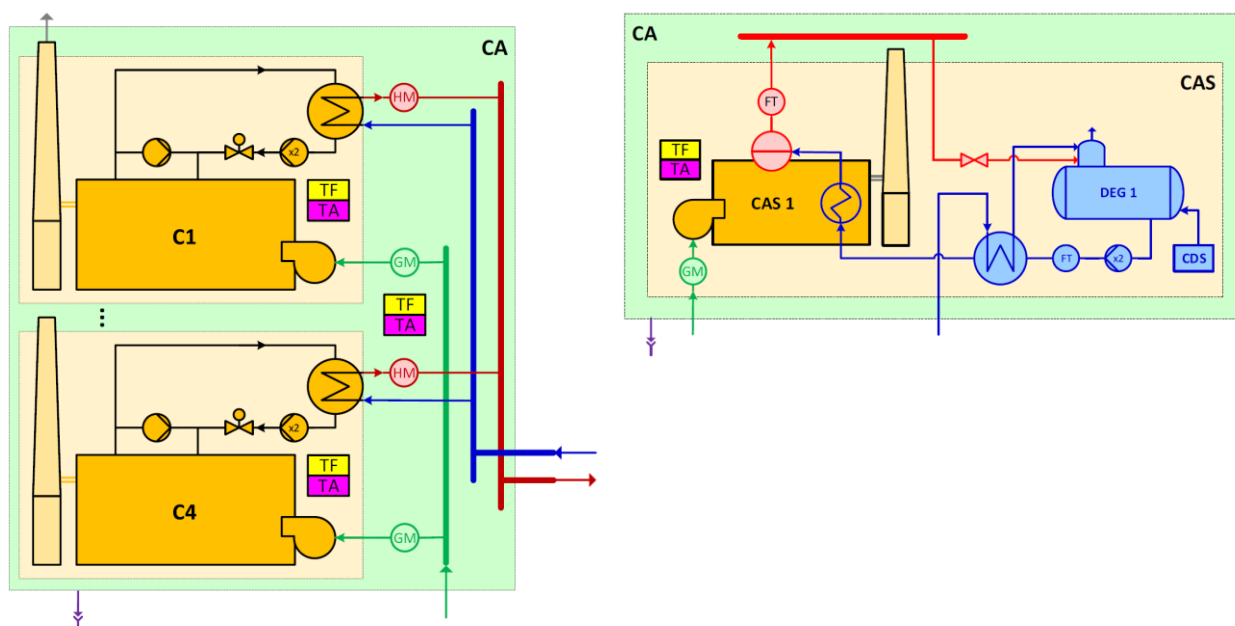 CA
HM
x2
TF
TA
C1
GM
TF
TA
⋮
HM
x2
TF
TA
C4
GM
CA
CAS
FT
TF
TA
CAS 1
DEG 1
GM
FT
x2
CDS